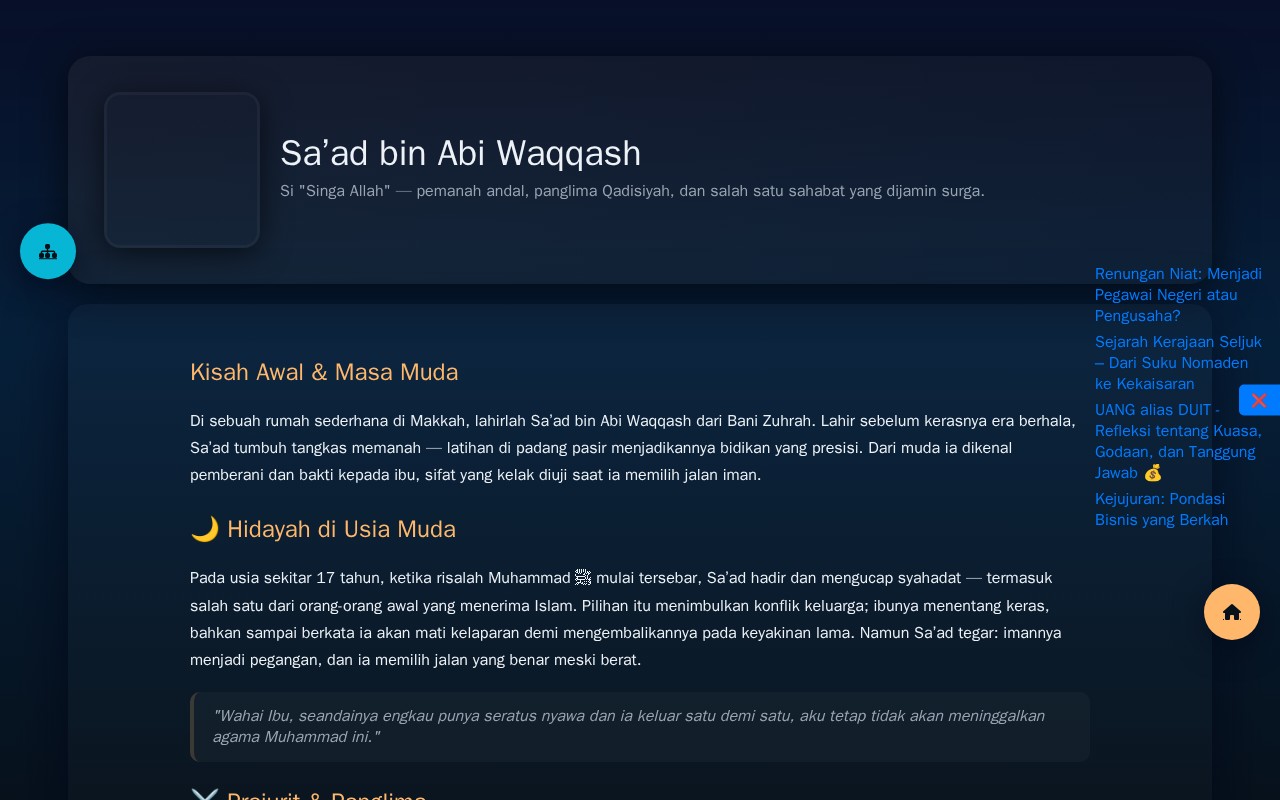 Sa’ad bin Abi Waqqash
Si "Singa Allah" — pemanah andal, panglima Qadisiyah, dan salah satu sahabat yang dijamin surga.
Kisah Awal & Masa Muda
Di sebuah rumah sederhana di Makkah, lahirlah Sa’ad bin Abi Waqqash dari Bani Zuhrah. Lahir sebelum kerasnya era berhala,
Sa’ad tumbuh tangkas memanah — latihan di padang pasir menjadikannya bidikan yang presisi. Dari muda ia dikenal
pemberani dan bakti kepada ibu, sifat yang kelak diuji saat ia memilih jalan iman.
🌙 Hidayah di Usia Muda
Pada usia sekitar 17 tahun, ketika risalah Muhammad ﷺ mulai tersebar, Sa’ad hadir dan mengucap syahadat — termasuk
salah satu dari orang-orang awal yang menerima Islam. Pilihan itu menimbulkan konflik keluarga; ibunya menentang keras,
bahkan sampai berkata ia akan mati kelaparan demi mengembalikannya pada keyakinan lama. Namun Sa’ad tegar: imannya
menjadi pegangan, dan ia memilih jalan yang benar meski berat.
"Wahai Ibu, seandainya engkau punya seratus nyawa dan ia keluar satu demi satu, aku tetap tidak akan meninggalkan
agama Muhammad ini."
⚔️ Prajurit & Panglima
Renungan Niat: Menjadi
Pegawai Negeri atau
Pengusaha?
Sejarah Kerajaan Seljuk
– Dari Suku Nomaden
ke Kekaisaran
UANG alias DUIT -
Refleksi tentang Kuasa,
Godaan, dan Tanggung
Jawab 💰
Kejujuran: Pondasi
Bisnis yang Berkah